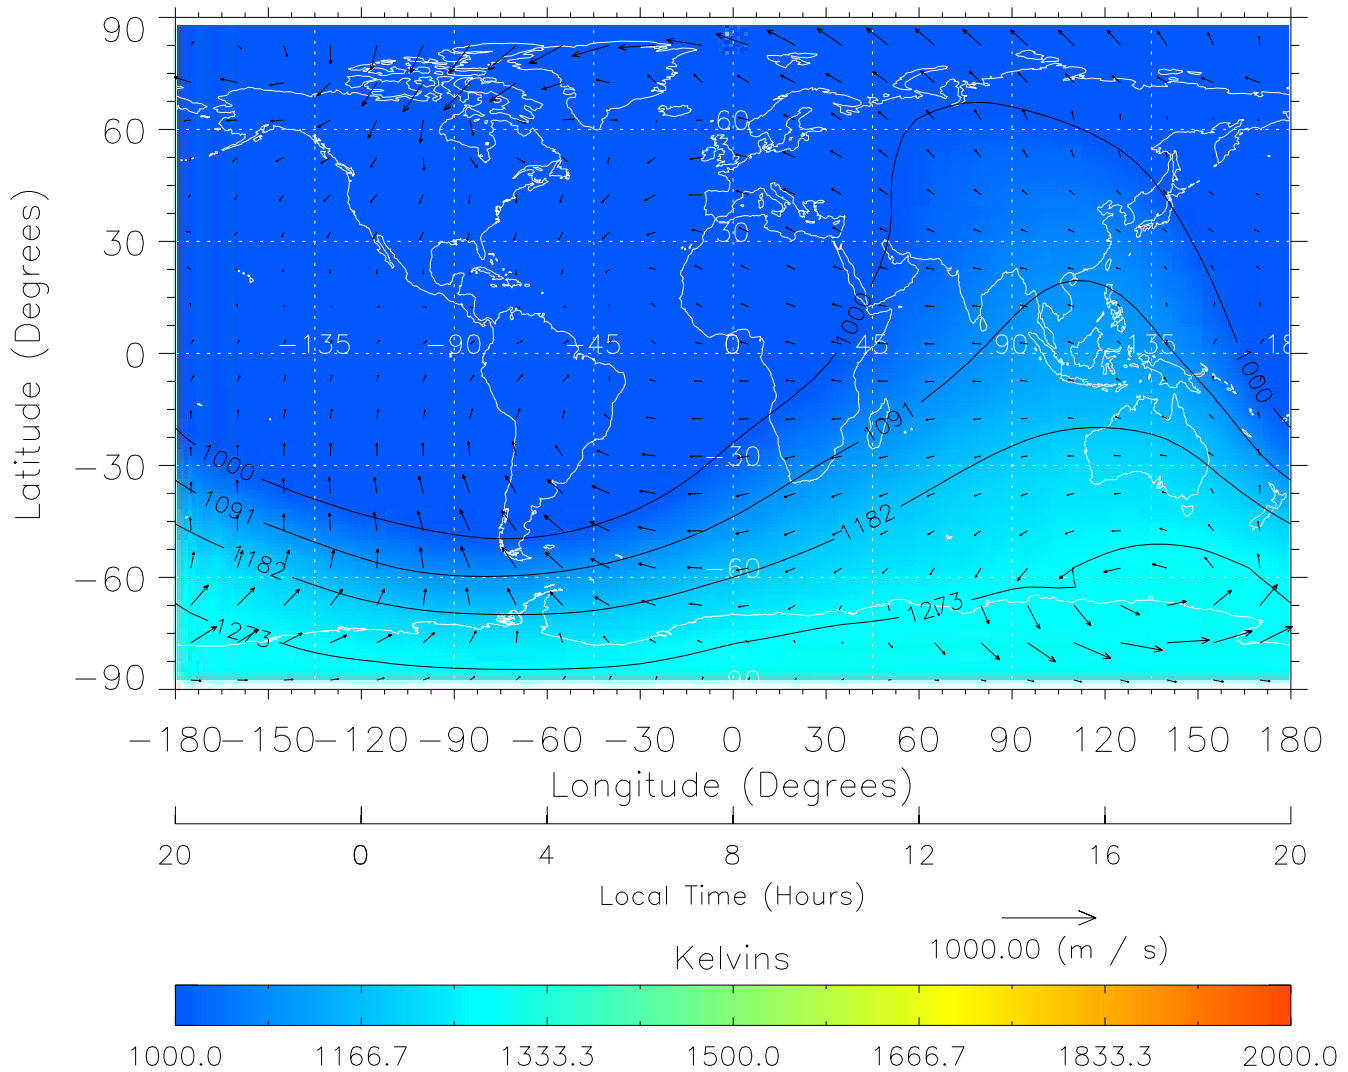 90
60
30
0
−30
−60
−90
Latitude (Degrees)
60
30
−135 −90 −45 0 45 90 135 18
−30
−60
−90
1000
1000
1000
1091
1091
1182
1182
1273
1273
−180 −150 −120 −90 −60 −30 0 30 60 90 120 150 180
Longitude (Degrees)
20 0 4 8 12 16 20
Local Time (Hours)
1000.00 (m / s)
Kelvins
1000.0 1166.7 1333.3 1500.0 1666.7 1833.3 2000.0